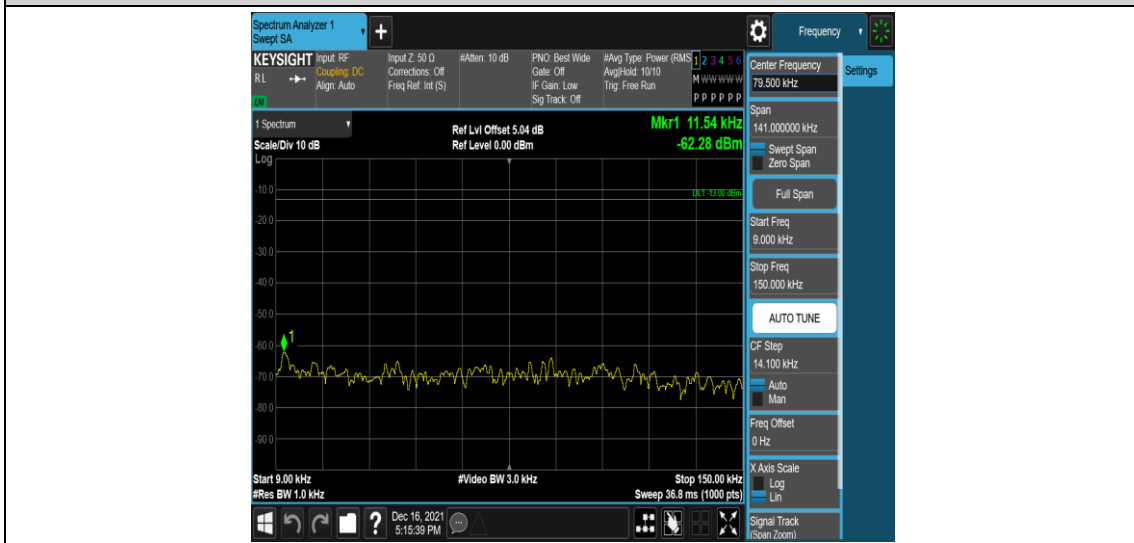 Spectrum Analyzer 1
Swept SA
+
Frequency
KEYSIGHT
RL
LXI
Input: RF
Coupling: DC
Align: Auto
Input Z: 50 Ω
Corrections: Off
Freq Ref: Int (S)
#Atten: 10 dB
PNO: Best Wide
Gate: Off
IF Gain: Low
Sig Track: Off
#Avg Type: Power (RMS
Avg|Hold: 10/10
Trig: Free Run
1 2 3 4 5 6
M W W W W W
P P P P P P
1 Spectrum
Scale/Div 10 dB
Log
Ref Lvl Offset 5.04 dB
Ref Level 0.00 dBm
Mkr1 11.54 kHz
-62.28 dBm
DL1 -13.00 dBm
-10.0
-20.0
-30.0
-40.0
-50.0
-60.0
-70.0
-80.0
-90.0
1
Start 9.00 kHz
#Res BW 1.0 kHz
#Video BW 3.0 kHz
Stop 150.00 kHz
Sweep 36.8 ms (1000 pts)
Center Frequency
79.500 kHz
Settings
Span
141.000000 kHz
Swept Span
Zero Span
Full Span
Start Freq
9.000 kHz
Stop Freq
150.000 kHz
AUTO TUNE
CF Step
14.100 kHz
Auto
Man
Freq Offset
0 Hz
X Axis Scale
Log
Lin
Signal Track
(Span Zoom)
?
Dec 16, 2021
5:15:39 PM